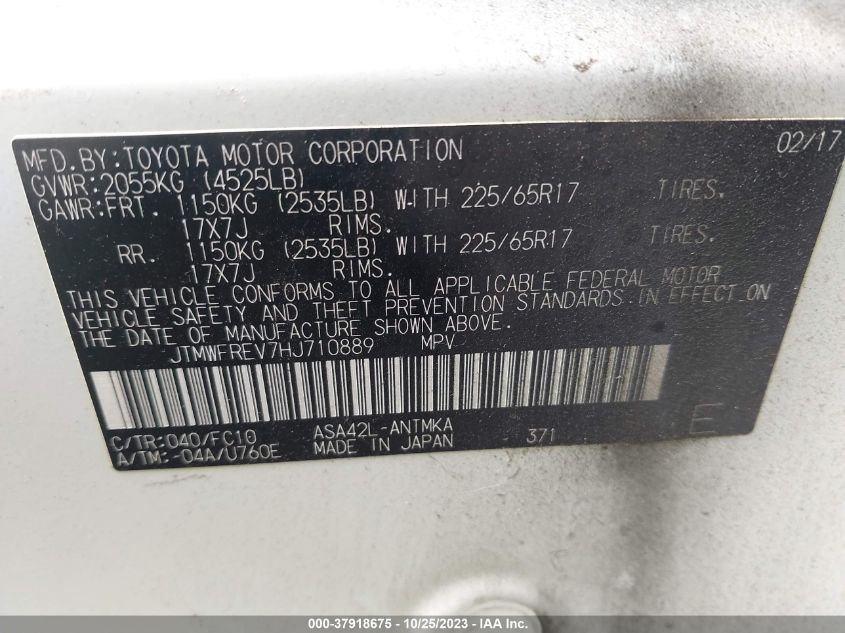 MFD.BY:TOYOTA MOTOR CORPORATION 02/17
GVWR:2055KG (4525LB)
GAWR:FRT. 1150KG (2535LB) WITH 225/65R17 TIRES.
17X7J RIMS.
RR. 1150KG (2535LB) WITH 225/65R17 TIRES.
17X7J RIMS.
THIS VEHICLE CONFORMS TO ALL APPLICABLE FEDERAL MOTOR
VEHICLE SAFETY AND THEFT PREVENTION STANDARDS IN EFFECT ON
THE DATE OF MANUFACTURE SHOWN ABOVE.
JTMWFREV7HJ710889 MPV
C/TR:040/FC10 ASA42L-ANTMKA 371 E
A/TM:-04A/U760E MADE IN JAPAN
000-37918675 - 10/25/2023 - IAA Inc.